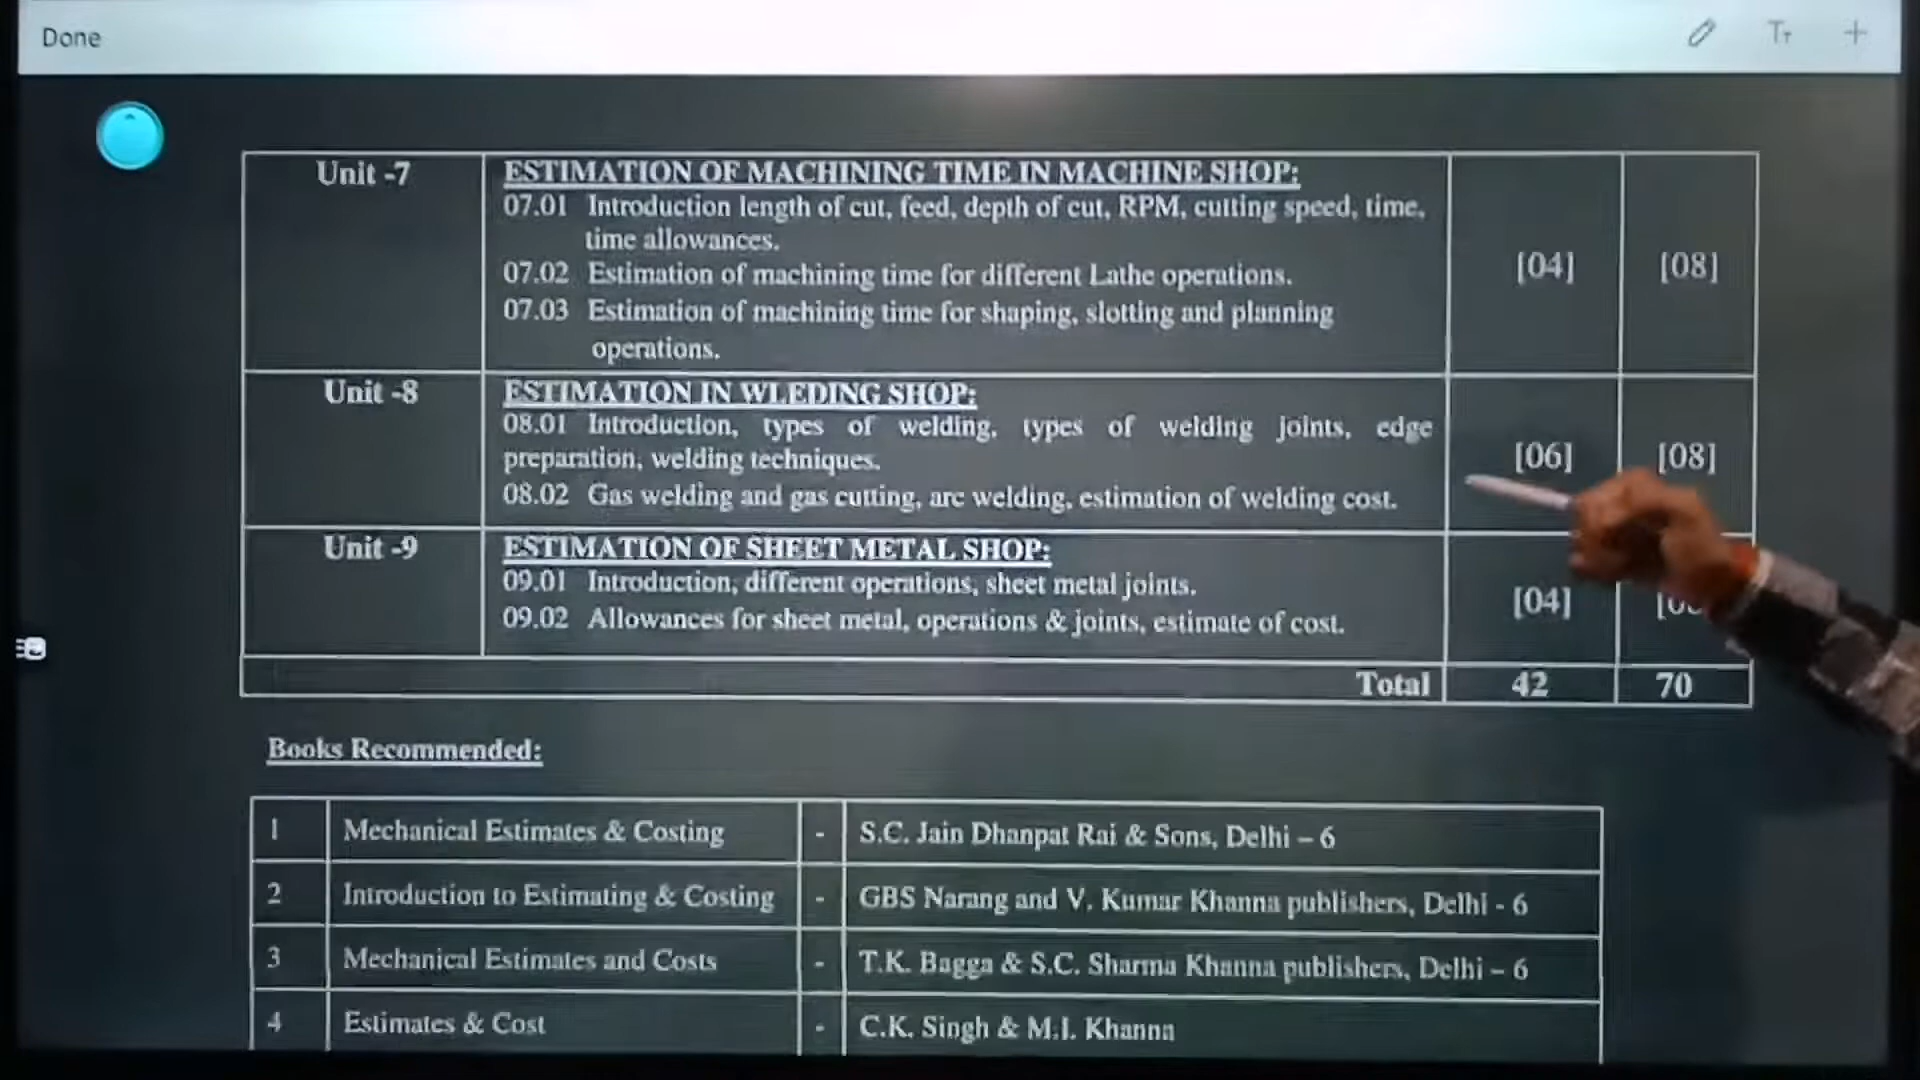 Done
Tт
Unit -7
ESTIMATION OF MACHINING TIME IN MACHINE SHOP:
07.01 Introduction length of cut, feed, depth of cut, RPM, cutting speed, time,
time allowances.
07.02 Estimation of machining time for different Lathe operations.
07.03 Estimation of machining time for shaping, slotting and planning
operations.
[04] [08]
Unit -8
ESTIMATION IN WLEDING SHOP:
08.01 Introduction, types of welding, types of welding joints, edge
preparation, welding techniques.
08.02 Gas welding and gas cutting, arc welding, estimation of welding cost.
[06] [08]
Unit -9
ESTIMATION OF SHEET METAL SHOP:
09.01 Introduction, different operations, sheet metal joints.
09.02 Allowances for sheet metal, operations & joints, estimate of cost.
[04]
Total 42 70
Books Recommended:
1 Mechanical Estimates & Costing - S.C. Jain Dhanpat Rai & Sons, Delhi – 6
2 Introduction to Estimating & Costing - GBS Narang and V. Kumar Khanna publishers, Delhi - 6
3 Mechanical Estimates and Costs - T.K. Bagga & S.C. Sharma Khanna publishers, Delhi – 6
4 Estimates & Cost - C.K. Singh & M.I. Khanna